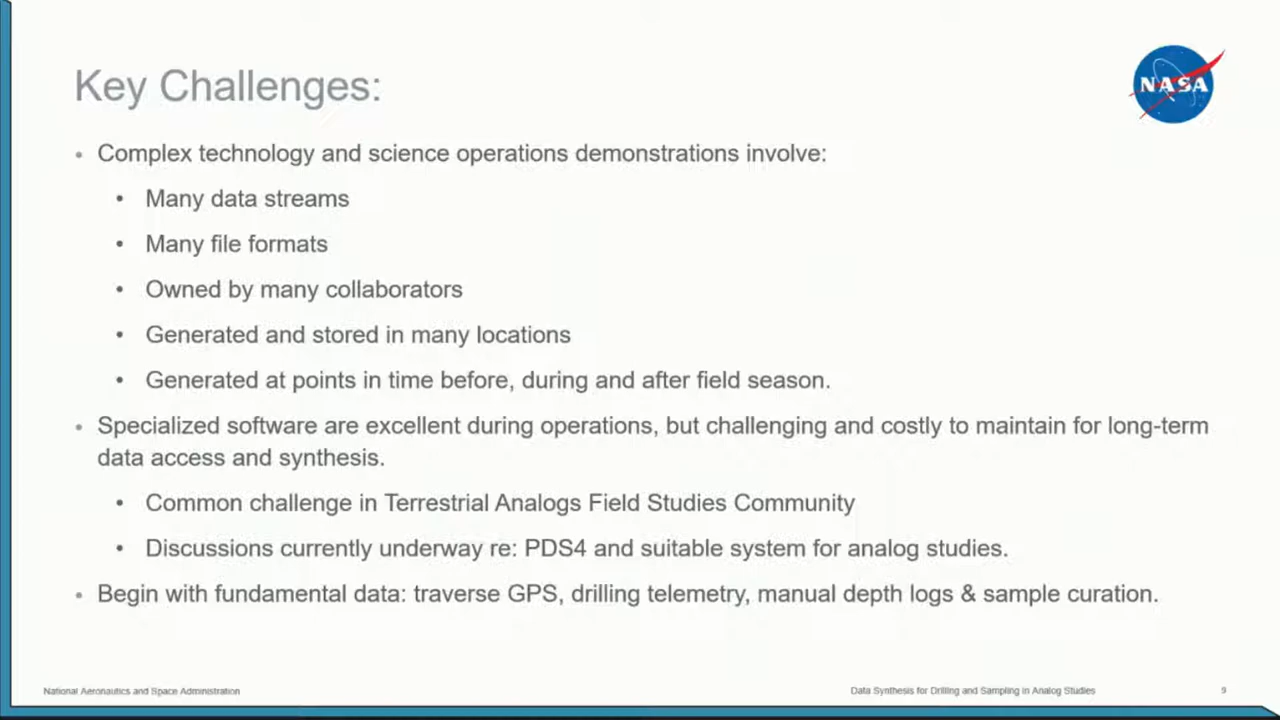 Key Challenges:
NASA
• Complex technology and science operations demonstrations involve:
• Many data streams
• Many file formats
• Owned by many collaborators
• Generated and stored in many locations
• Generated at points in time before, during and after field season.
• Specialized software are excellent during operations, but challenging and costly to maintain for long-term
data access and synthesis.
• Common challenge in Terrestrial Analogs Field Studies Community
• Discussions currently underway re: PDS4 and suitable system for analog studies.
• Begin with fundamental data: traverse GPS, drilling telemetry, manual depth logs & sample curation.
National Aeronautics and Space Administration
Data Synthesis for Drilling and Sampling in Analog Studies
9